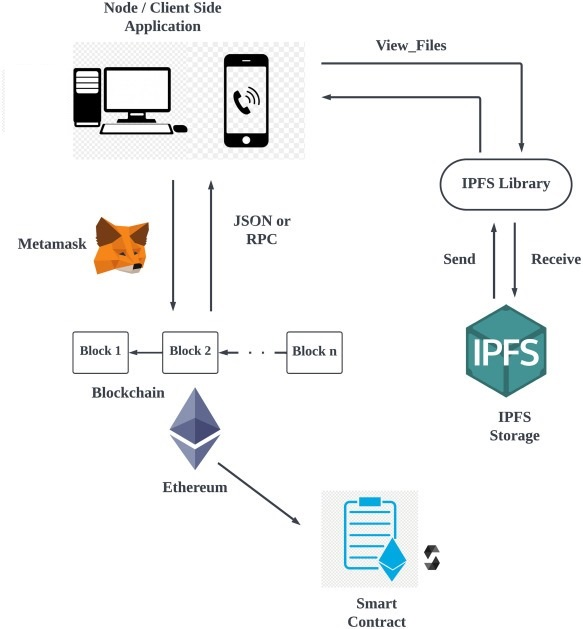 Node / Client Side
Application
View_Files
IPFS Library
JSON or
RPC
Metamask
Send
Receive
IPFS
Block 1
Block 2
. .
Block n
Blockchain
IPFS
Storage
Ethereum
Smart
Contract